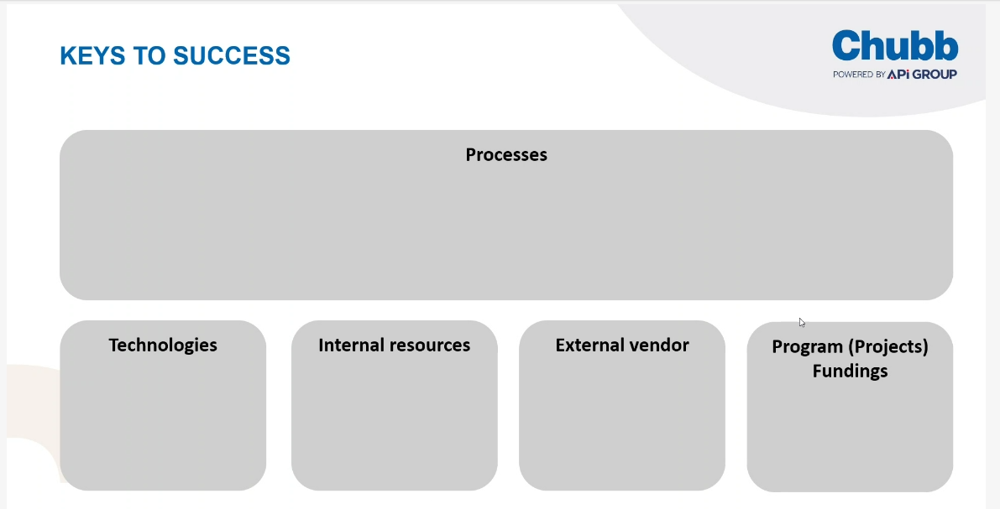 KEYS TO SUCCESS
Chubb
POWERED BY APi GROUP
Processes
Technologies
Internal resources
External vendor
Program (Projects)
Fundings